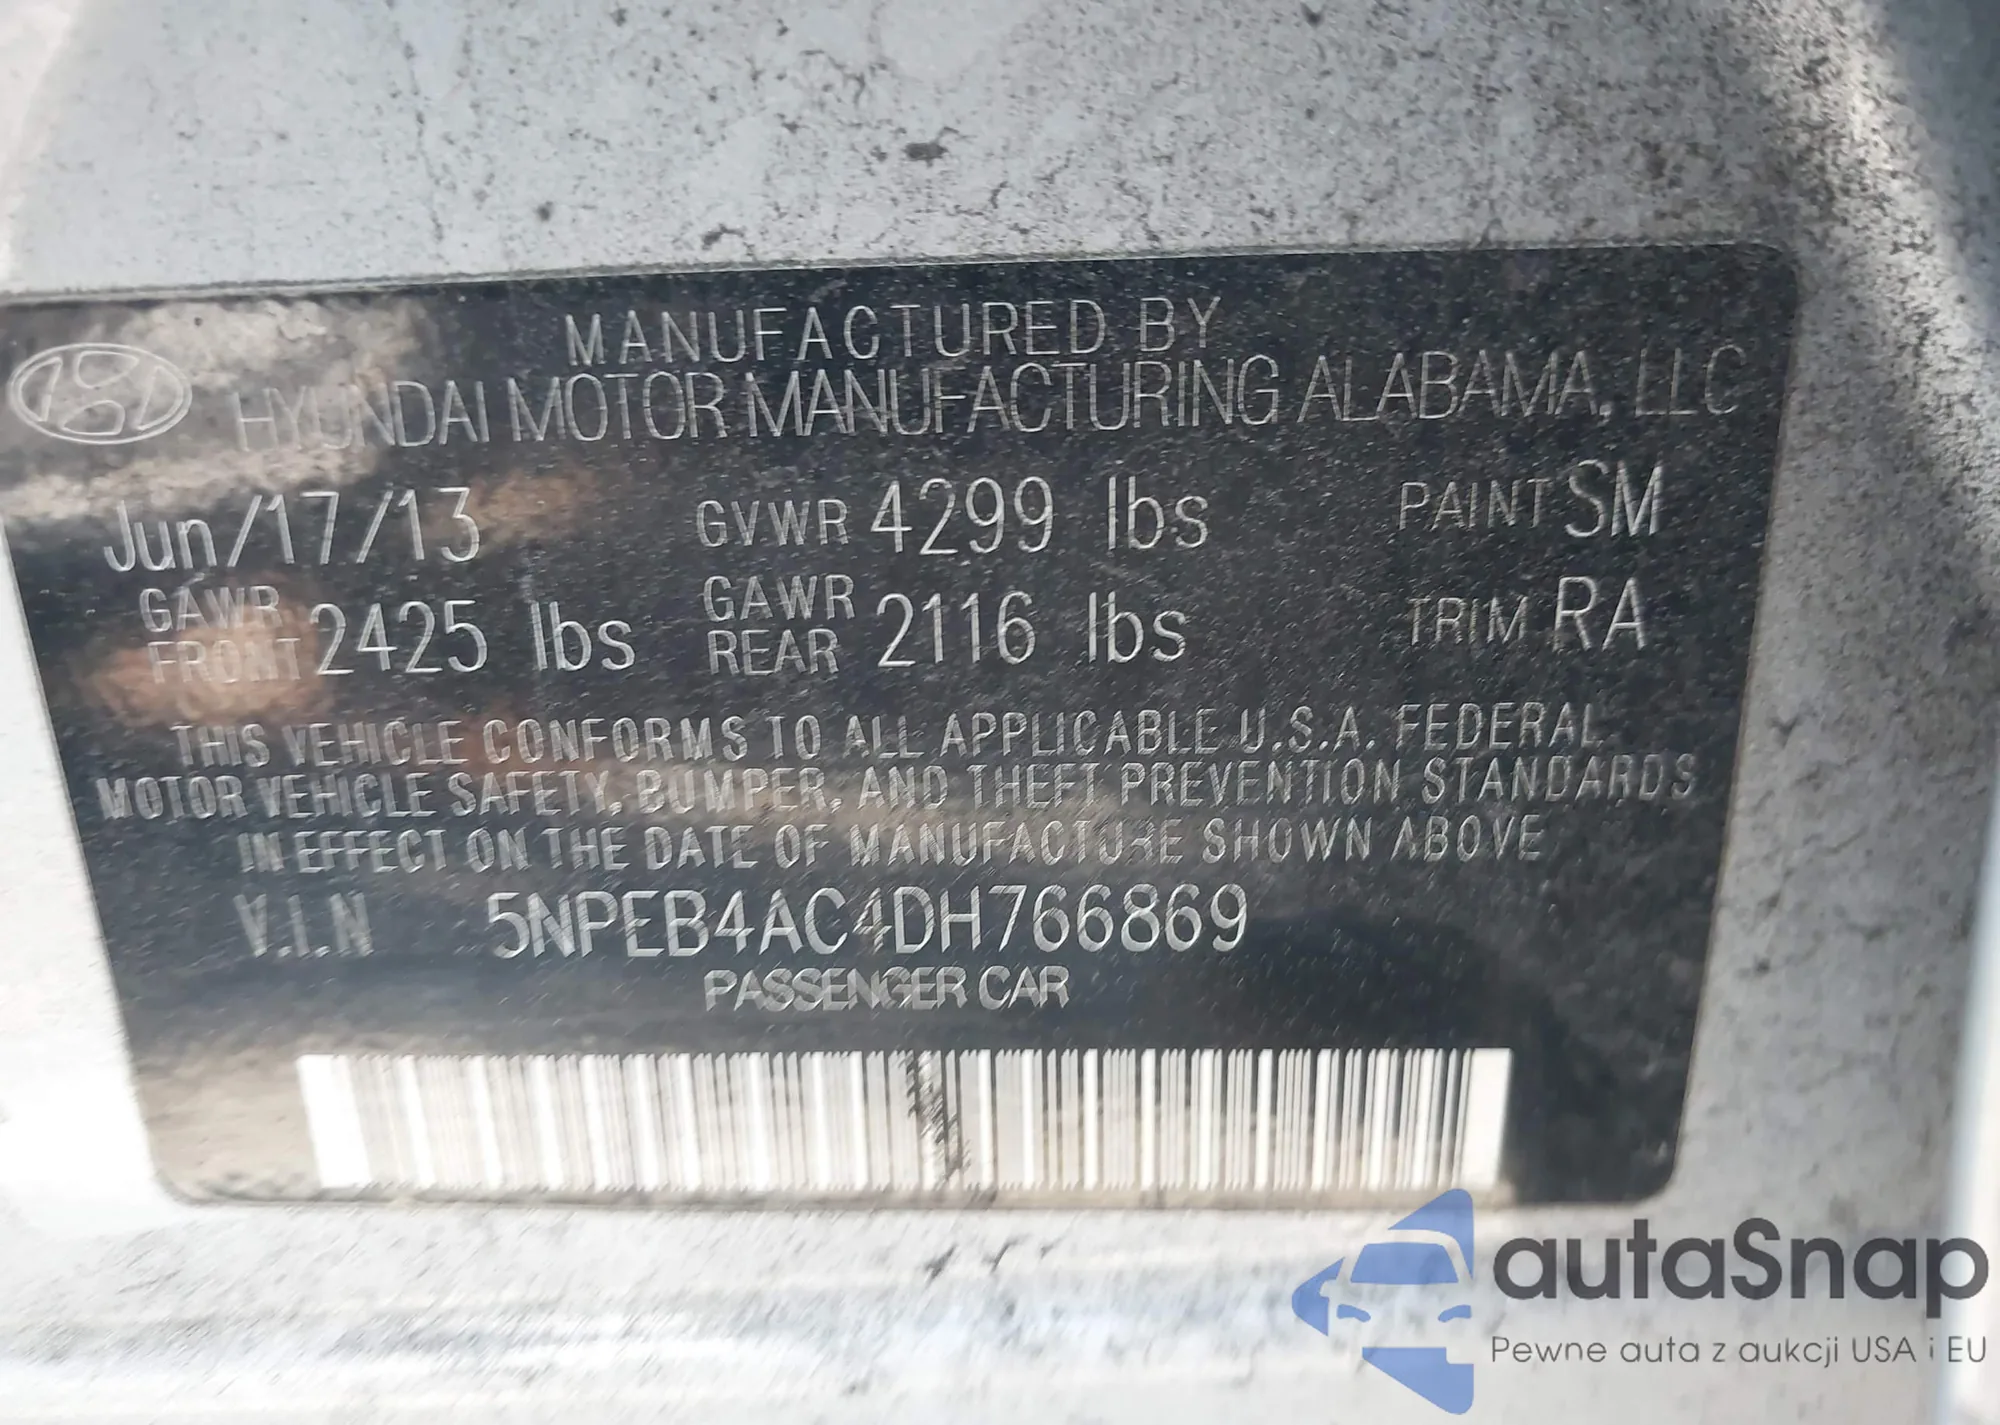 MANUFACTURED BY
HYUNDAI MOTOR MANUFACTURING ALABAMA, LLC
Jun/17/13 GVWR 4299 lbs PAINT SM
GAWR FRONT 2425 lbs GAWR REAR 2116 lbs TRIM RA
THIS VEHICLE CONFORMS TO ALL APPLICABLE U.S.A. FEDERAL
MOTOR VEHICLE SAFETY, BUMPER, AND THEFT PREVENTION STANDARDS
IN EFFECT ON THE DATE OF MANUFACTURE SHOWN ABOVE
V.I.N 5NPEB4AC4DH766869
PASSENGER CAR
autaSnap
Pewne auta z aukcji USA i EU